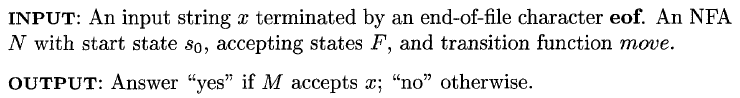 INPUT: An input string x terminated by an end-of-file character eof. An NFA
N with start state s₀, accepting states F, and transition function move.
OUTPUT: Answer “yes” if M accepts x; “no” otherwise.